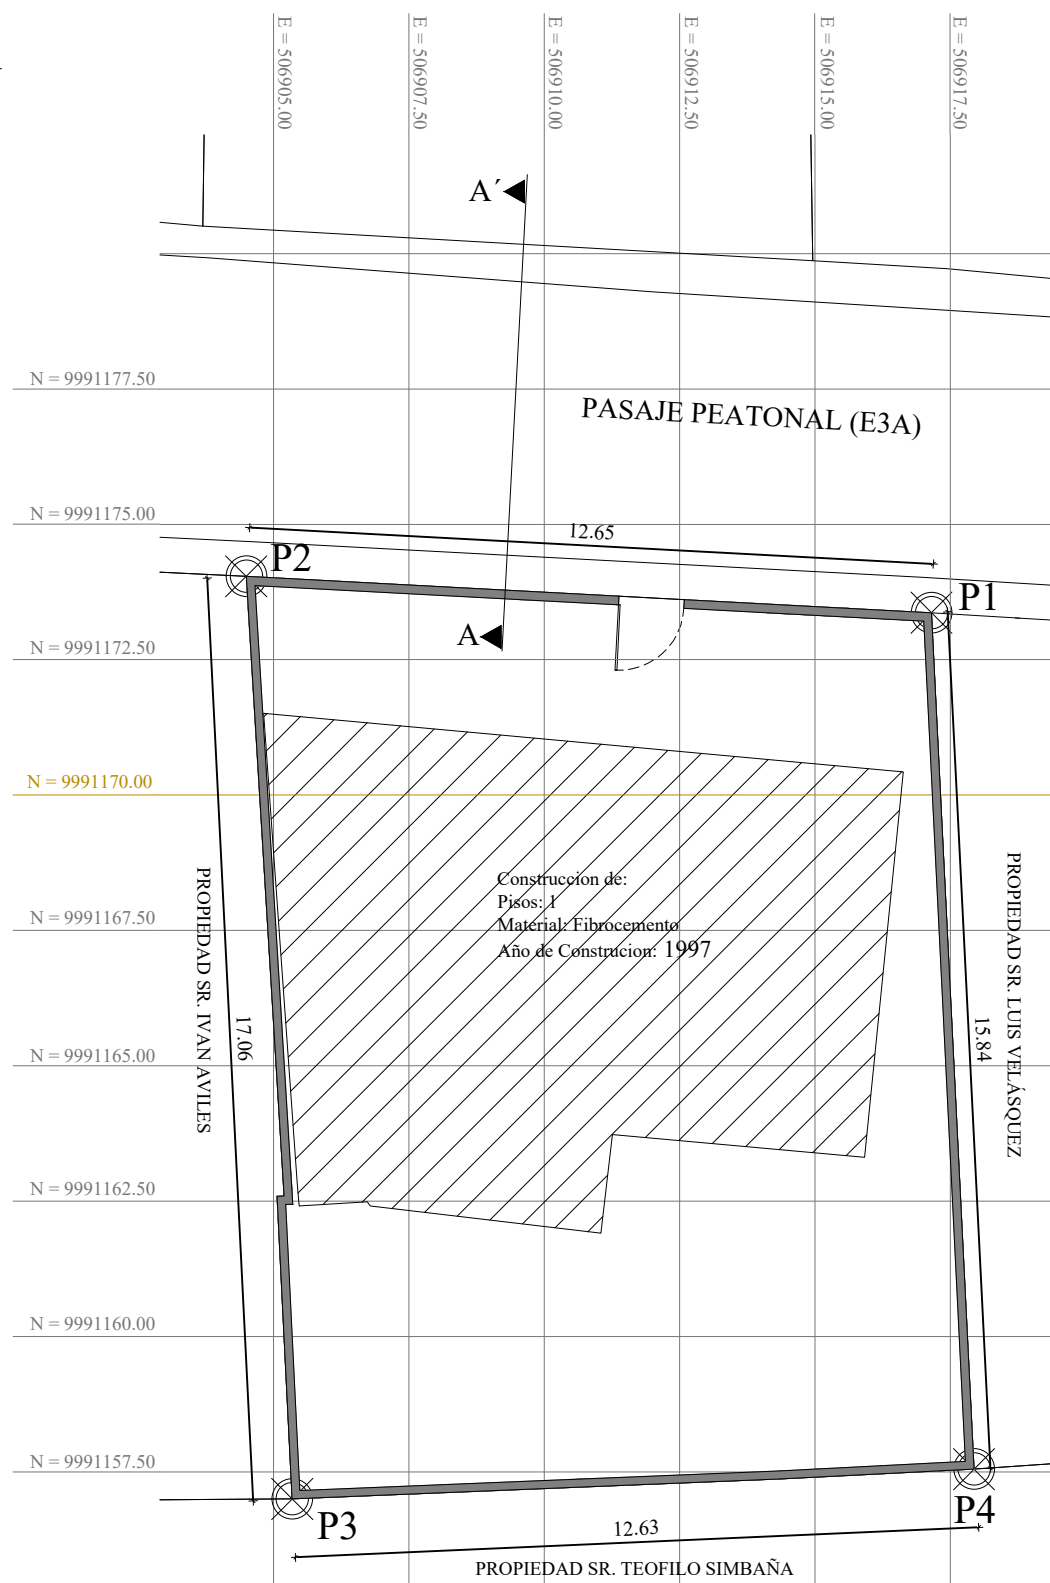 E = 506905.00
E = 506907.50
E = 506910.00
E = 506912.50
E = 506915.00
E = 506917.50
A´
N = 9991177.50
PASAJE PEATONAL (E3A)
N = 9991175.00
12.65
P2
P1
A
N = 9991172.50
N = 9991170.00
Construccion de:
Pisos: 1
Material: Fibrocemento
Año de Construcion: 1997
N = 9991167.50
PROPIEDAD SR. IVAN AVILES
17.06
15.84
PROPIEDAD SR. LUIS VELÁSQUEZ
N = 9991165.00
N = 9991162.50
N = 9991160.00
N = 9991157.50
P3
P4
12.63
PROPIEDAD SR. TEOFILO SIMBAÑA